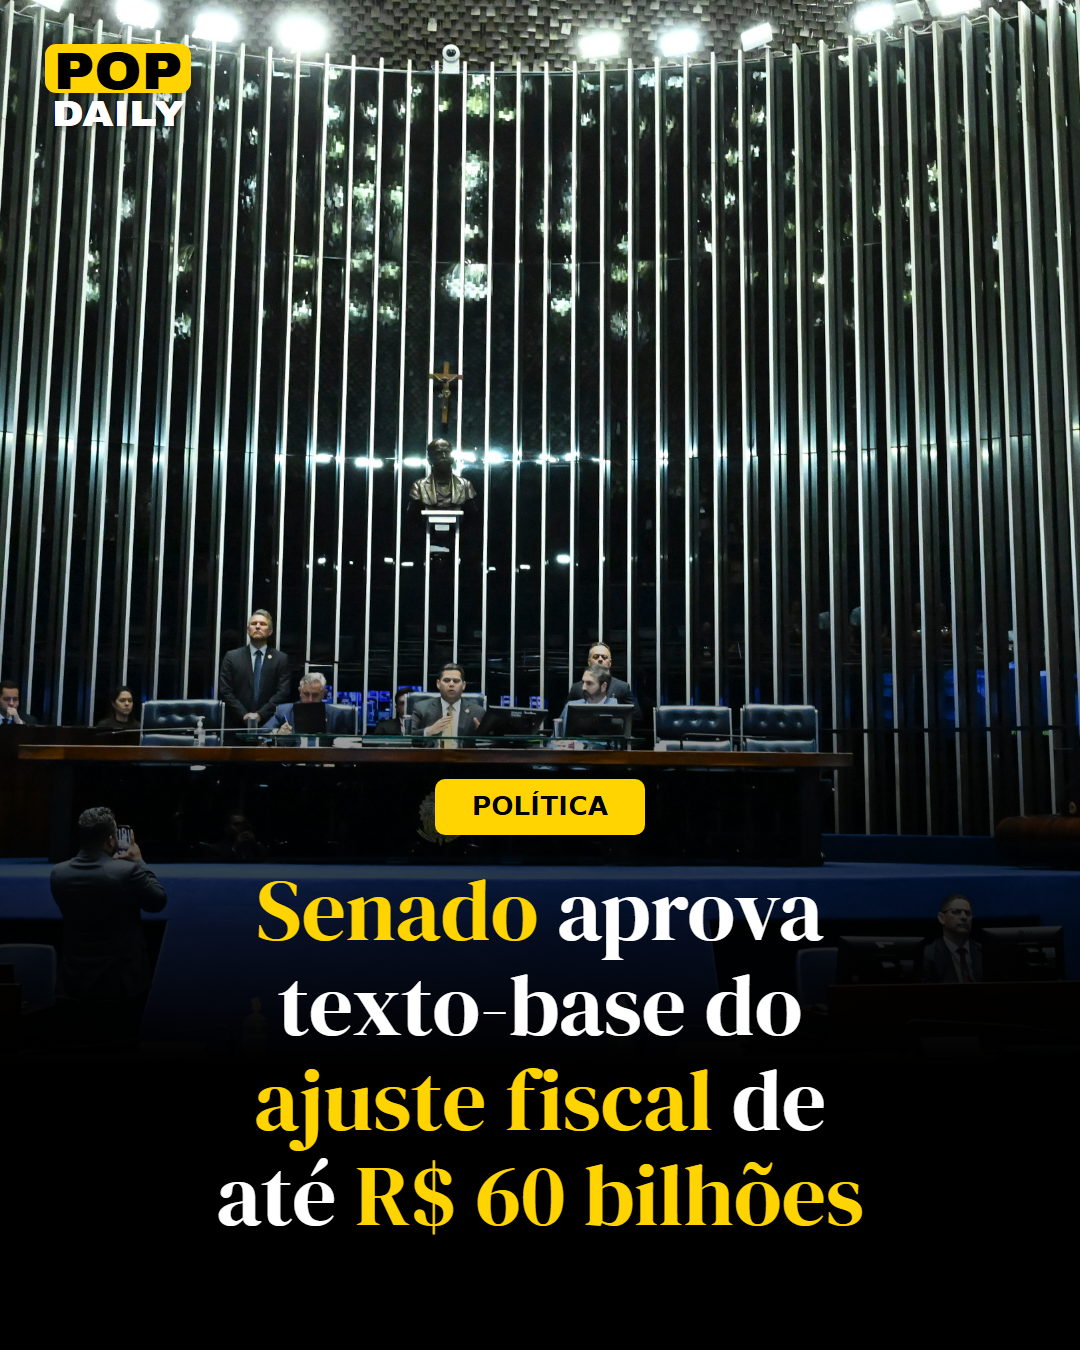 POP
DAILY
POLÍTICA
Senado aprova
texto-base do
ajuste fiscal de
até R$ 60 bilhões